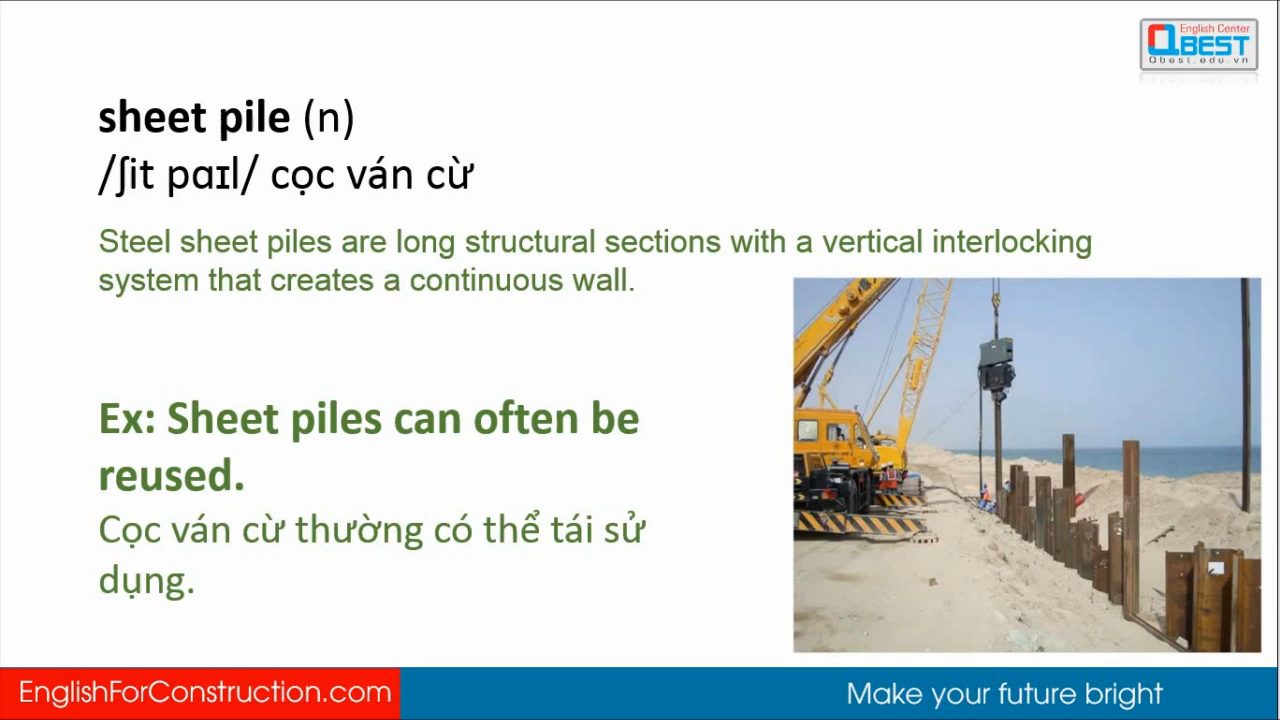 English Center
QBEST
Qbest.edu.vn
sheet pile (n)
/ʃit pɑɪl/ cọc ván cừ
Steel sheet piles are long structural sections with a vertical interlocking
system that creates a continuous wall.
Ex: Sheet piles can often be
reused.
Cọc ván cừ thường có thể tái sử
dụng.
EnglishForConstruction.com
Make your future bright